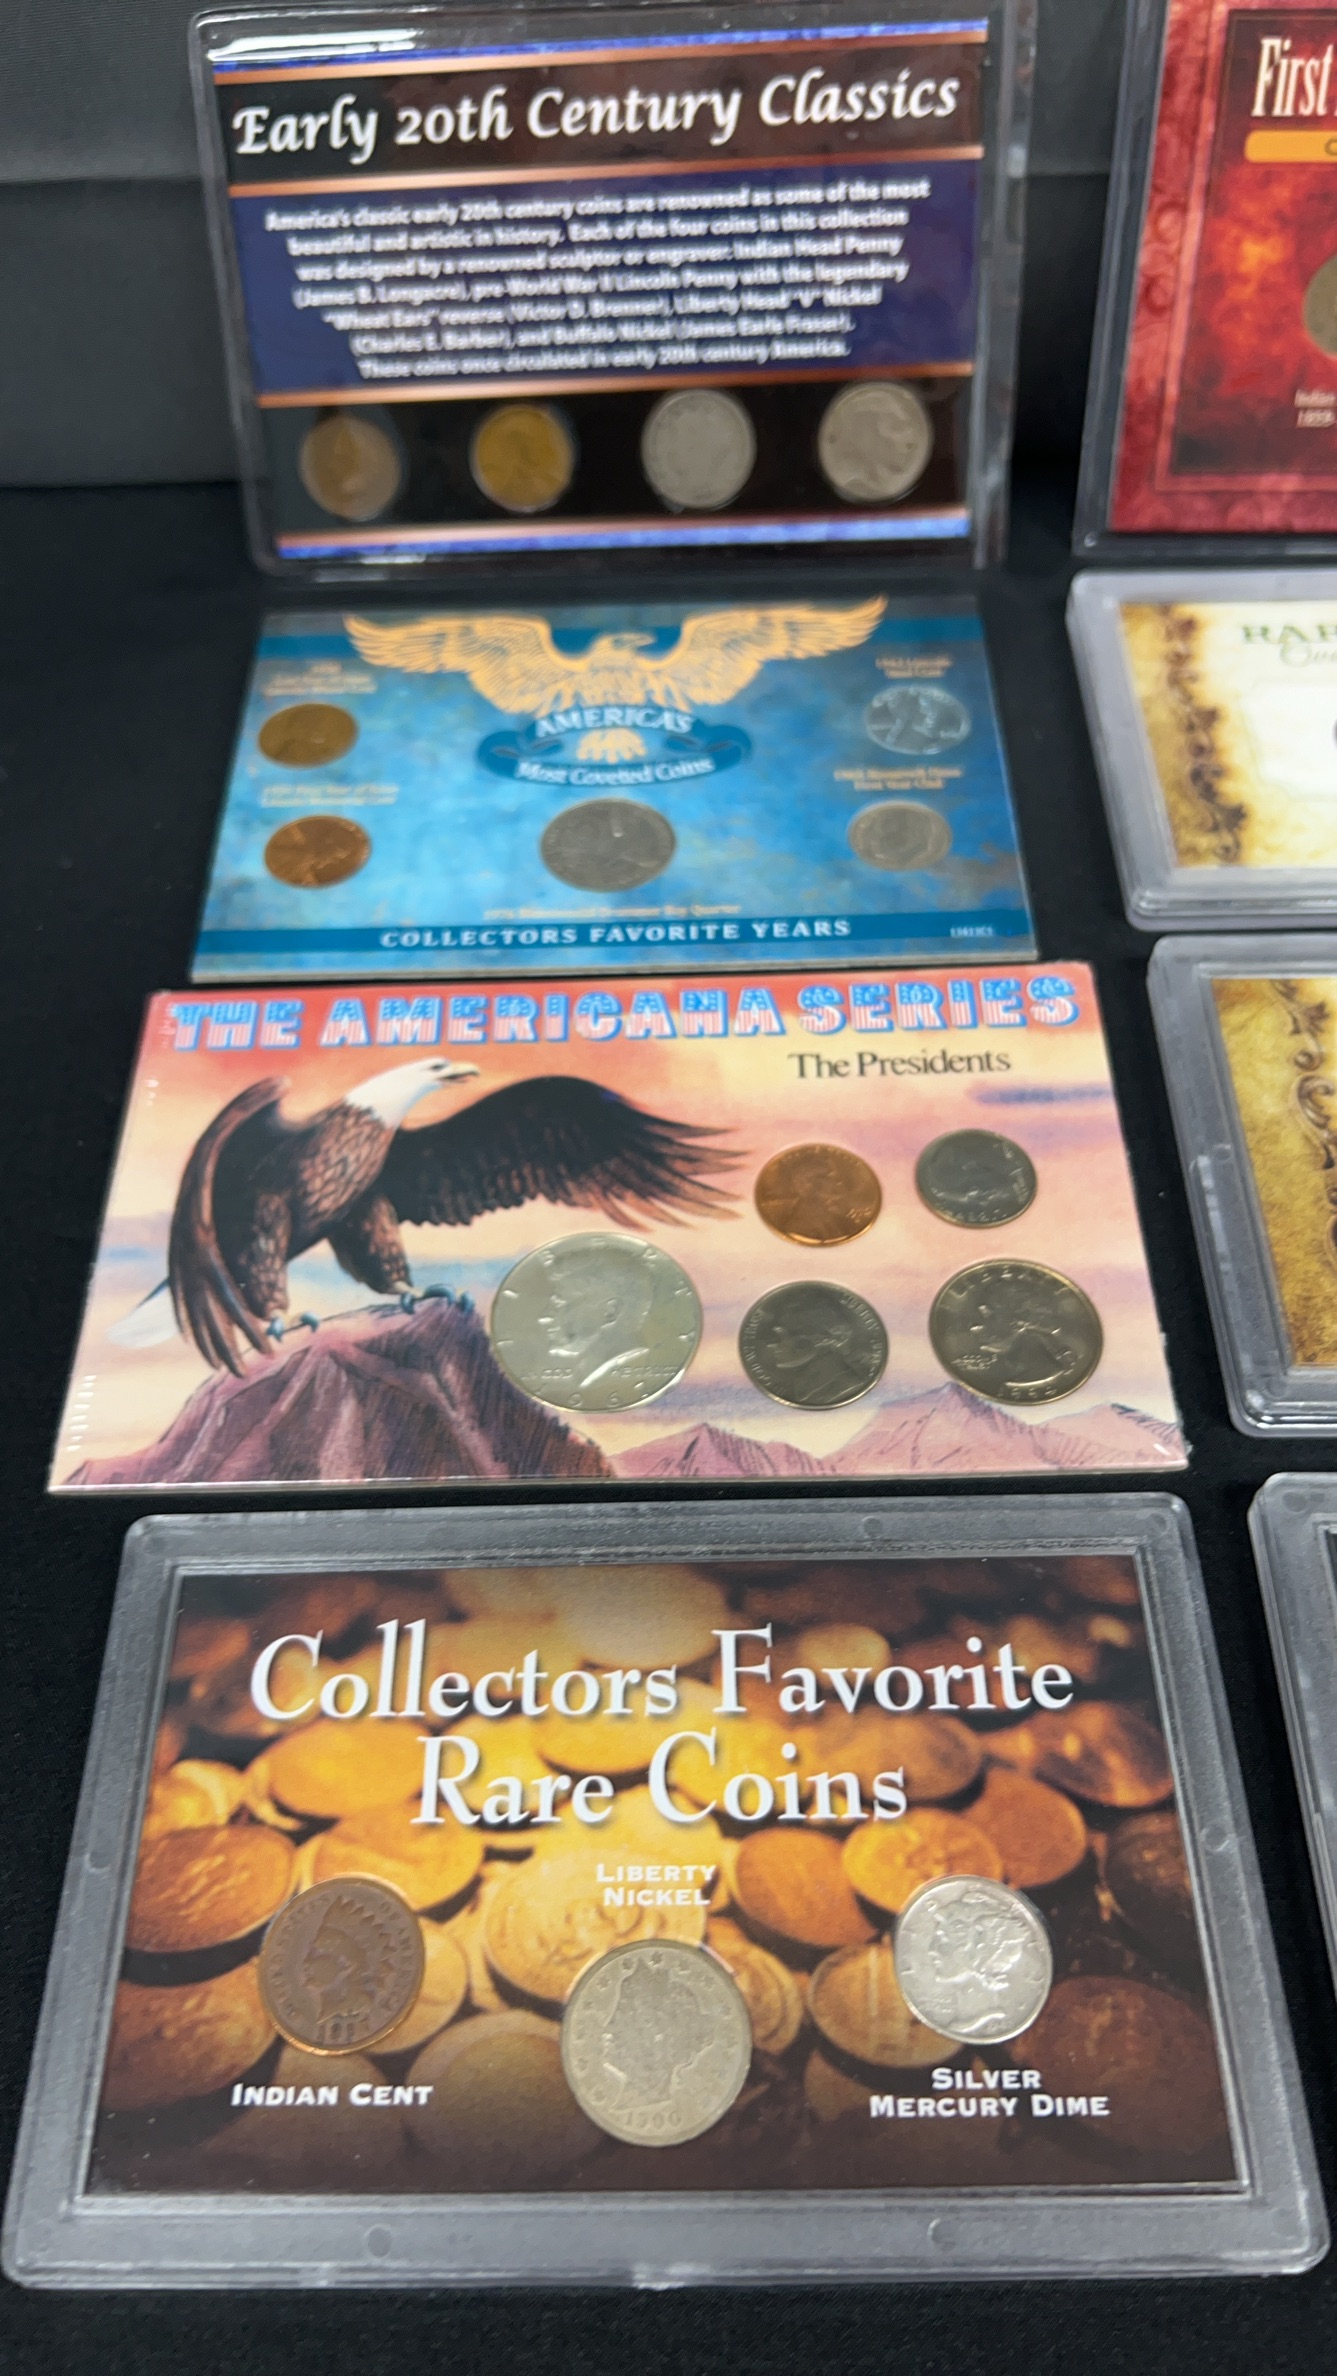 Early 20th Century Classics
America's classic early 20th century coins are renowned as some of the most
beautiful and artistic in history. Each of the four coins in this collection
was designed by a renowned sculptor or engraver: Indian Head Penny
(James B. Longacre), pre-World War II Lincoln Penny with the legendary
"Wheat Ears" reverse (Victor D. Brenner), Liberty Head "V" Nickel
(Charles E. Barber), and Buffalo Nickel (James Earle Fraser).
These coins once circulated in early 20th century America.
First
Indian
AMERICA'S
Most Coveted Coins
COLLECTORS FAVORITE YEARS
THE AMERICANA SERIES
The Presidents
LIBERTY
LIBERTY
1994
Collectors Favorite
Rare Coins
LIBERTY
NICKEL
1900
INDIAN CENT
SILVER
MERCURY DIME